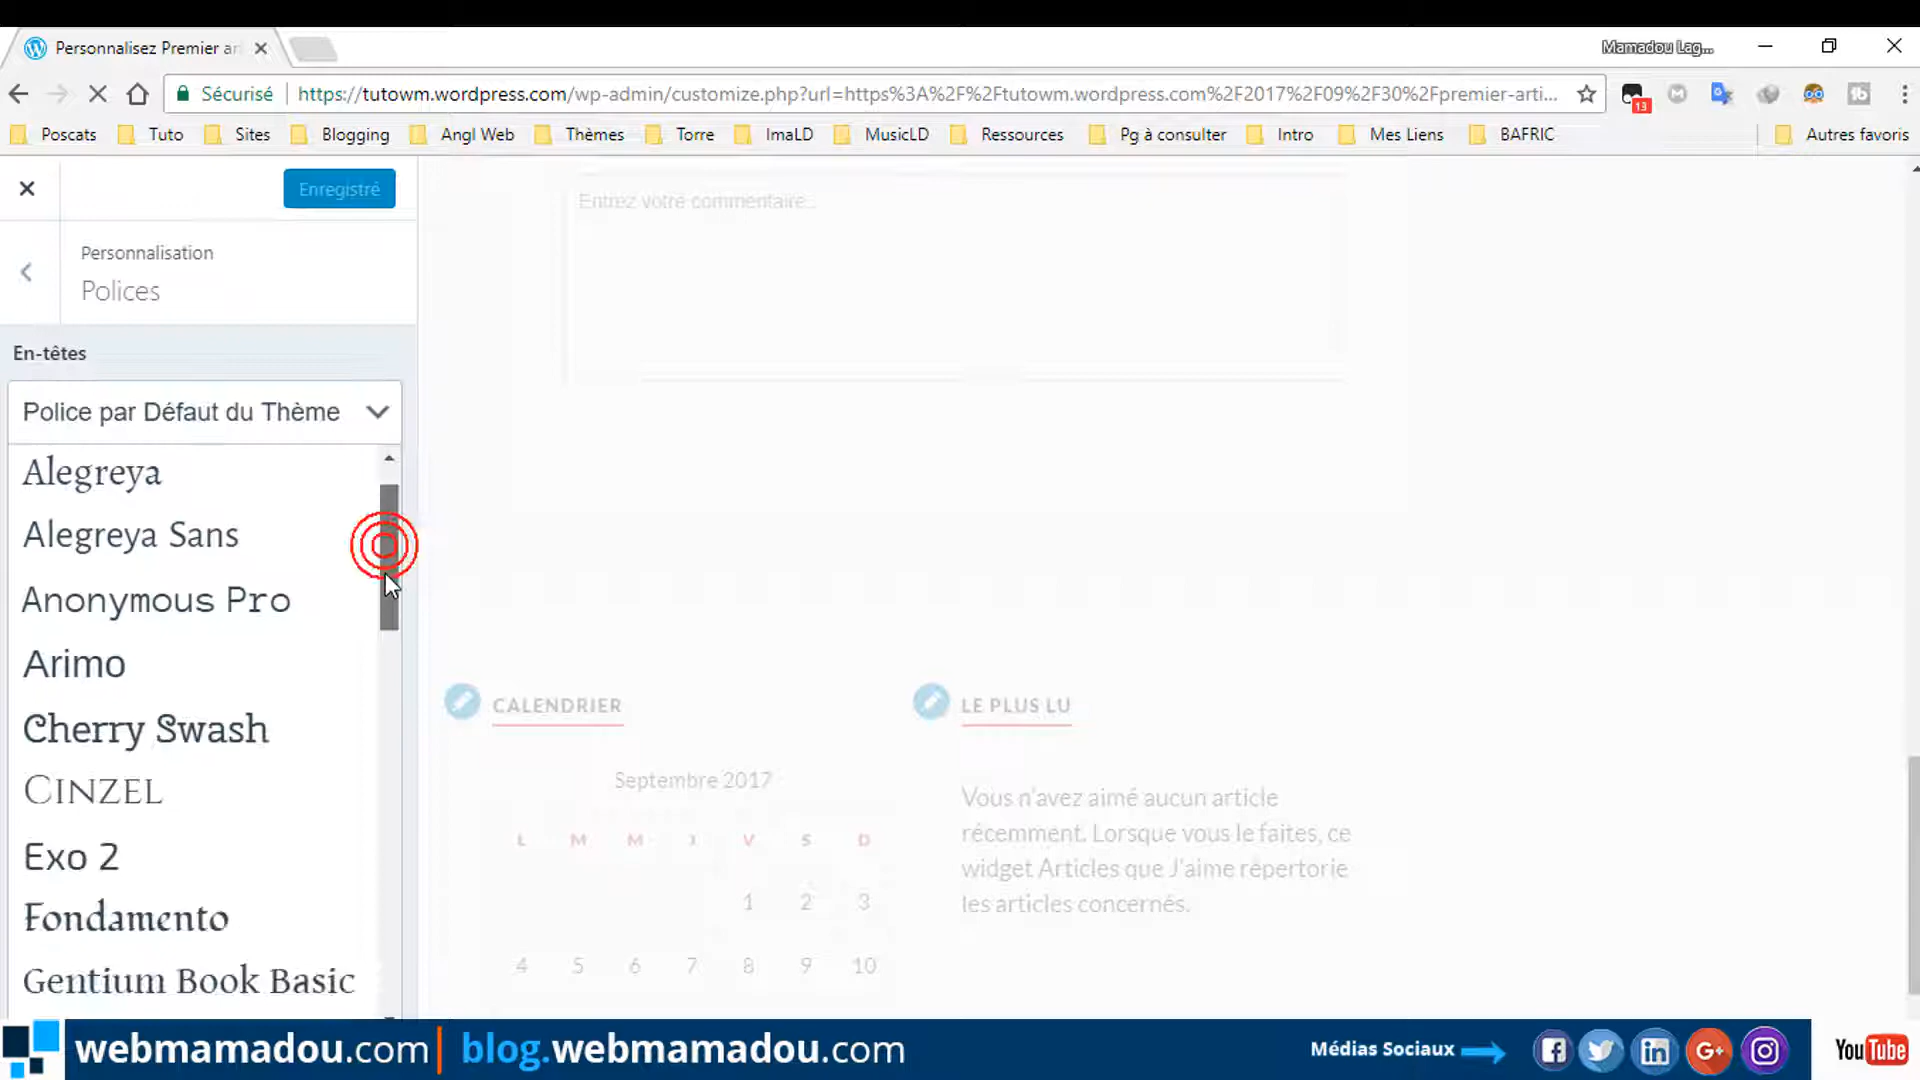 Personnalisez Premier ar
Mamadou Lag...
Sécurisé
https://tutowm.wordpress.com/wp-admin/customize.php?url=https%3A%2F%2Ftutowm.wordpress.com%2F2017%2F09%2F30%2Fpremier-arti...
13
Poscats Tuto Sites Blogging Angl Web Thèmes Torre ImaLD MusicLD Ressources Pg à consulter Intro Mes Liens BAFRIC Autres favoris
Enregistré
Personnalisation
Polices
En-têtes
Police par Défaut du Thème
Alegreya
Alegreya Sans
Anonymous Pro
Arimo
Cherry Swash
Cinzel
Exo 2
Fondamento
Gentium Book Basic
Entrez votre commentaire...
CALENDRIER
Septembre 2017
L M M J V S D
1 2 3
4 5 6 7 8 9 10
LE PLUS LU
Vous n'avez aimé aucun article
récemment. Lorsque vous le faites, ce
widget Articles que J'aime répertorie
les articles concernés.
webmamadou.com | blog.webmamadou.com
Médias Sociaux
G+
YouTube